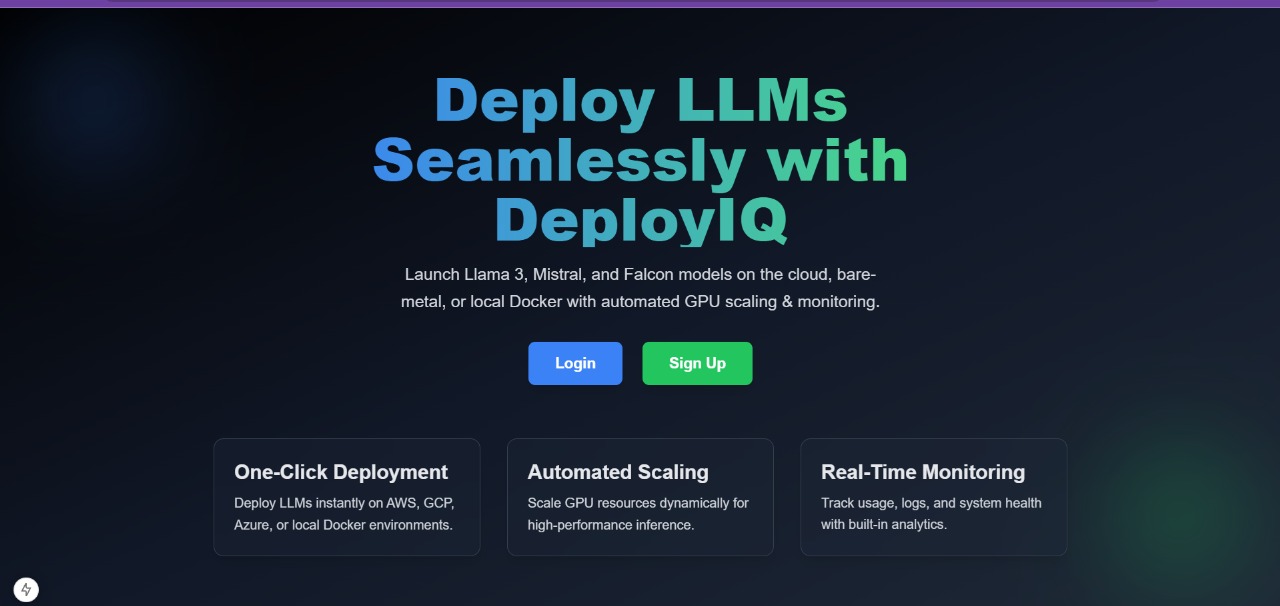 Deploy LLMs
Seamlessly with
DeployIQ
Launch Llama 3, Mistral, and Falcon models on the cloud, bare-
metal, or local Docker with automated GPU scaling & monitoring.
Login
Sign Up
One-Click Deployment
Deploy LLMs instantly on AWS, GCP,
Azure, or local Docker environments.
Automated Scaling
Scale GPU resources dynamically for
high-performance inference.
Real-Time Monitoring
Track usage, logs, and system health
with built-in analytics.